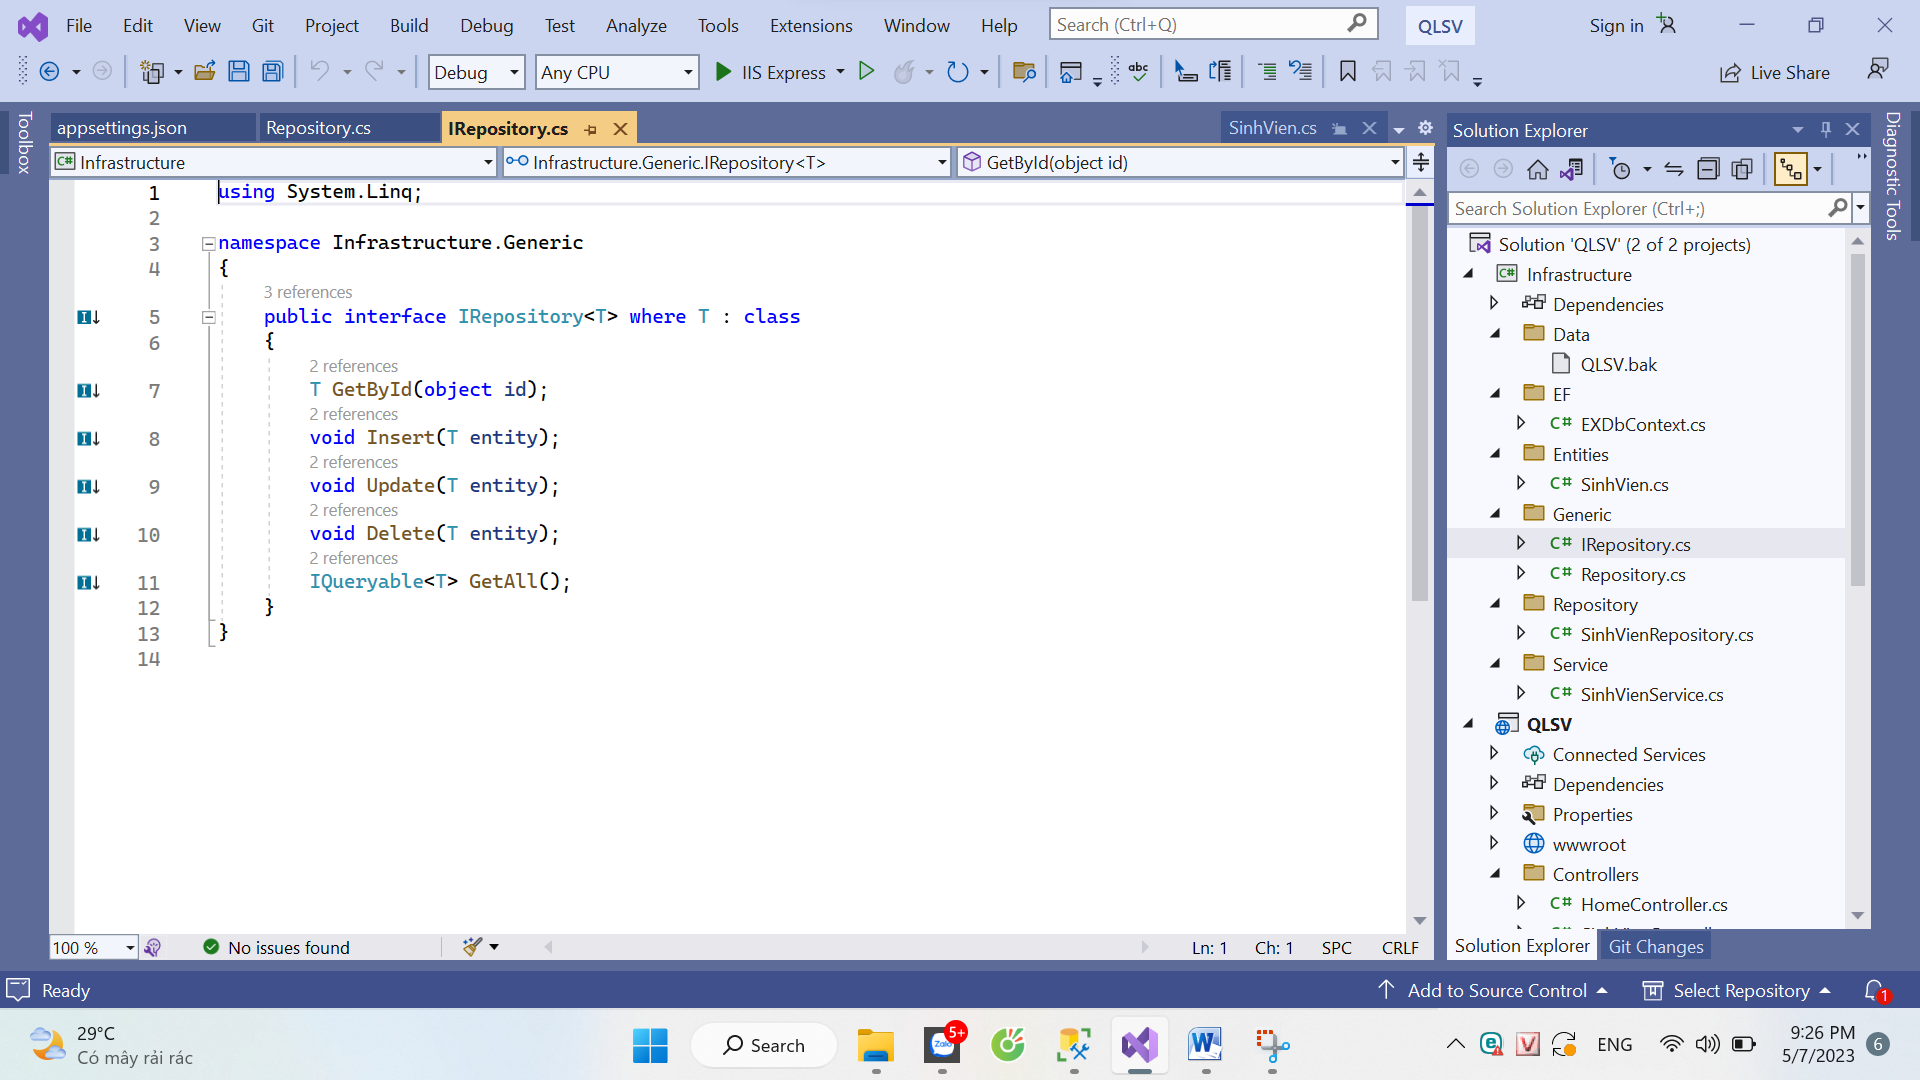 File Edit View Git Project Build Debug Test Analyze Tools Extensions Window Help Search (Ctrl+Q) QLSV Sign in
Debug Any CPU IIS Express abc Live Share
Toolbox
appsettings.json Repository.cs IRepository.cs SinhVien.cs
Infrastructure Infrastructure.Generic.IRepository<T> GetById(object id)
1 using System.Linq;
2
3 namespace Infrastructure.Generic
4 {
3 references
5 public interface IRepository<T> where T : class
6 {
2 references
7 T GetById(object id);
2 references
8 void Insert(T entity);
2 references
9 void Update(T entity);
2 references
10 void Delete(T entity);
2 references
11 IQueryable<T> GetAll();
12 }
13 }
14
100 % No issues found Ln: 1 Ch: 1 SPC CRLF
Solution Explorer
Search Solution Explorer (Ctrl+;)
Solution 'QLSV' (2 of 2 projects)
C# Infrastructure
Dependencies
Data
QLSV.bak
EF
C# EXDbContext.cs
Entities
C# SinhVien.cs
Generic
C# IRepository.cs
C# Repository.cs
Repository
C# SinhVienRepository.cs
Service
C# SinhVienService.cs
QLSV
Connected Services
Dependencies
Properties
wwwroot
Controllers
C# HomeController.cs
Solution Explorer Git Changes
Diagnostic Tools
Ready Add to Source Control Select Repository 1
29°C
Có mây rải rác
Search
5+
Zalo
ENG
9:26 PM
5/7/2023
6